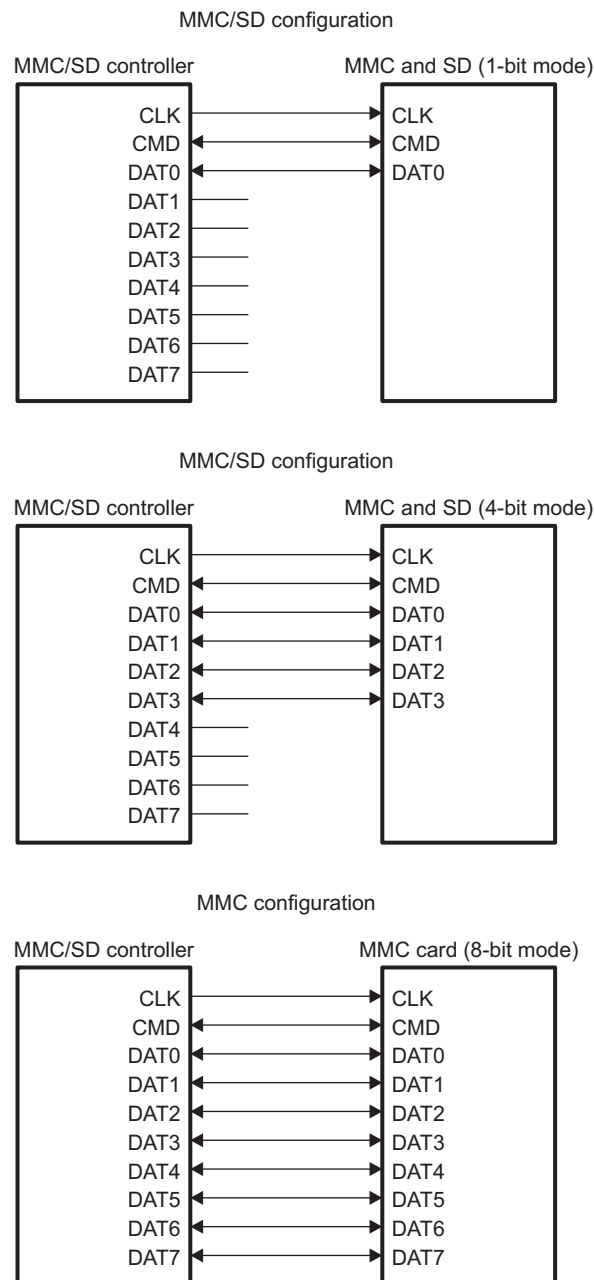 MMC/SD configuration
MMC/SD controller MMC and SD (1-bit mode)
CLK CLK
CMD CMD
DAT0 DAT0
DAT1
DAT2
DAT3
DAT4
DAT5
DAT6
DAT7
MMC/SD configuration
MMC/SD controller MMC and SD (4-bit mode)
CLK CLK
CMD CMD
DAT0 DAT0
DAT1 DAT1
DAT2 DAT2
DAT3 DAT3
DAT4
DAT5
DAT6
DAT7
MMC configuration
MMC/SD controller MMC card (8-bit mode)
CLK CLK
CMD CMD
DAT0 DAT0
DAT1 DAT1
DAT2 DAT2
DAT3 DAT3
DAT4 DAT4
DAT5 DAT5
DAT6 DAT6
DAT7 DAT7